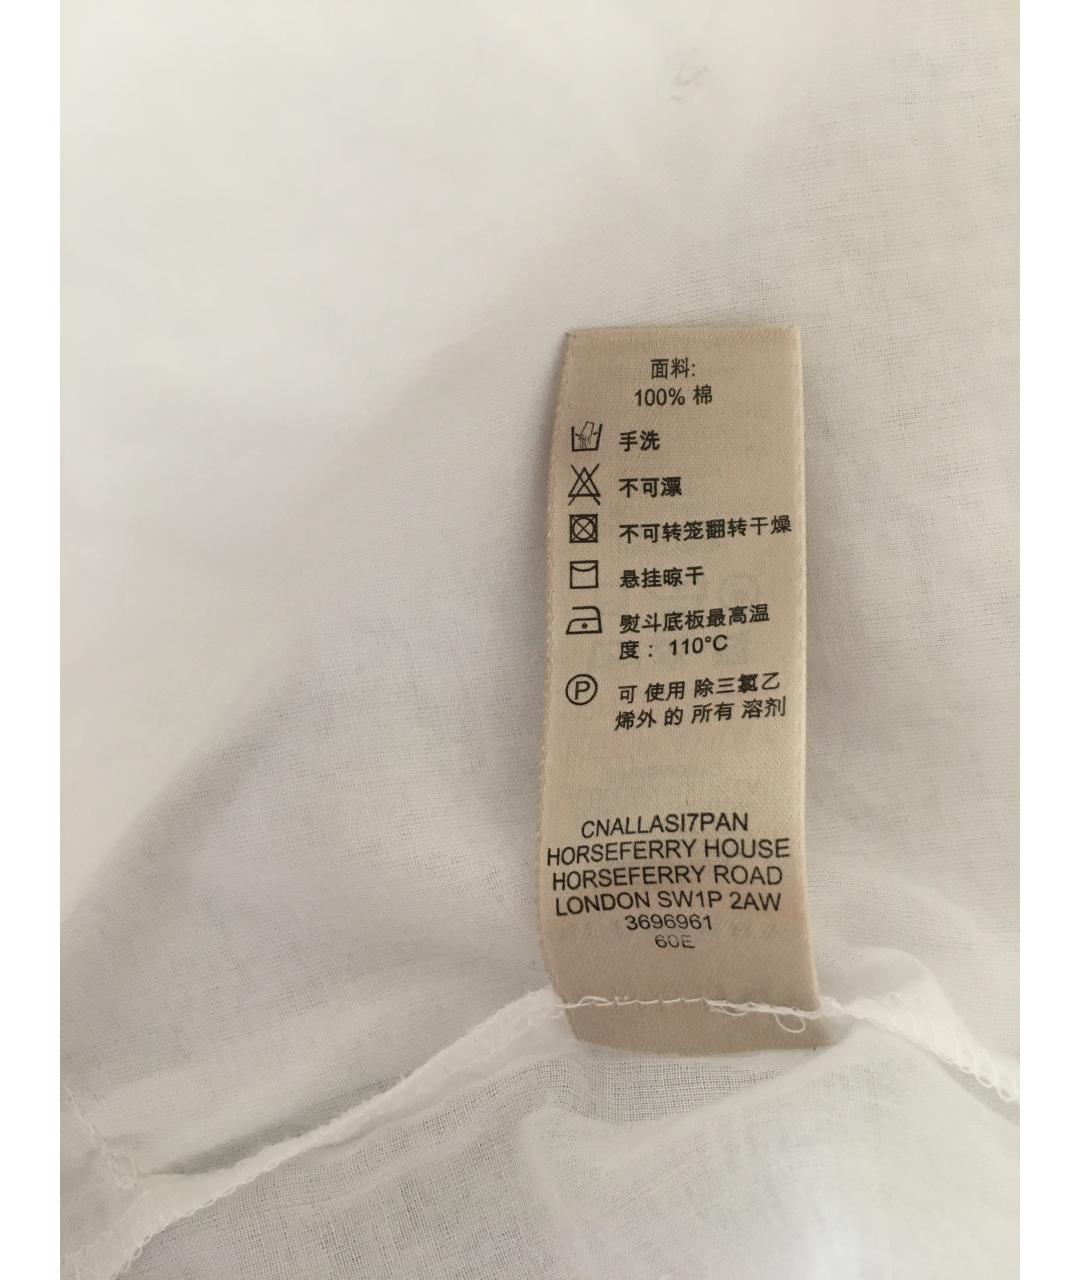 面料:
100% 棉
手洗
不可漂
不可转笼翻转干燥
悬挂晾干
熨斗底板最高温
度： 110°C
P
可 使用 除三氯乙
烯外 的 所有 溶剂
CNALLASI7PAN
HORSEFERRY HOUSE
HORSEFERRY ROAD
LONDON SW1P 2AW
3696961
60E